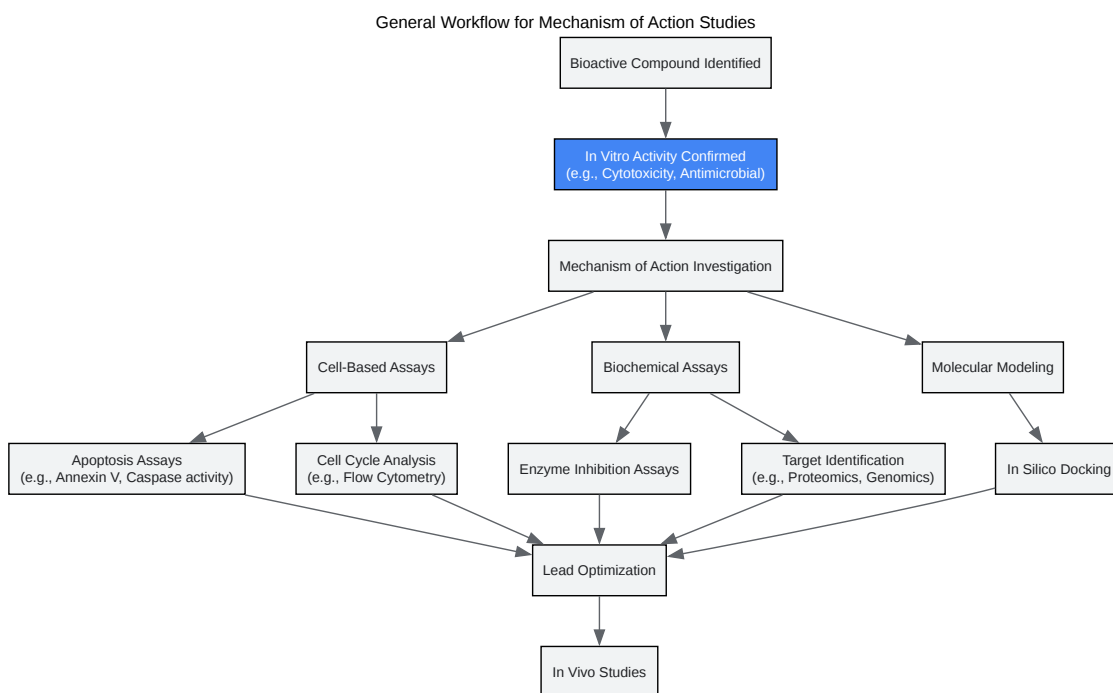 General Workflow for Mechanism of Action Studies
Bioactive Compound Identified
In Vitro Activity Confirmed
(e.g., Cytotoxicity, Antimicrobial)
Mechanism of Action Investigation
Cell-Based Assays
Biochemical Assays
Molecular Modeling
Apoptosis Assays
(e.g., Annexin V, Caspase activity)
Cell Cycle Analysis
(e.g., Flow Cytometry)
Enzyme Inhibition Assays
Target Identification
(e.g., Proteomics, Genomics)
In Silico Docking
Lead Optimization
In Vivo Studies